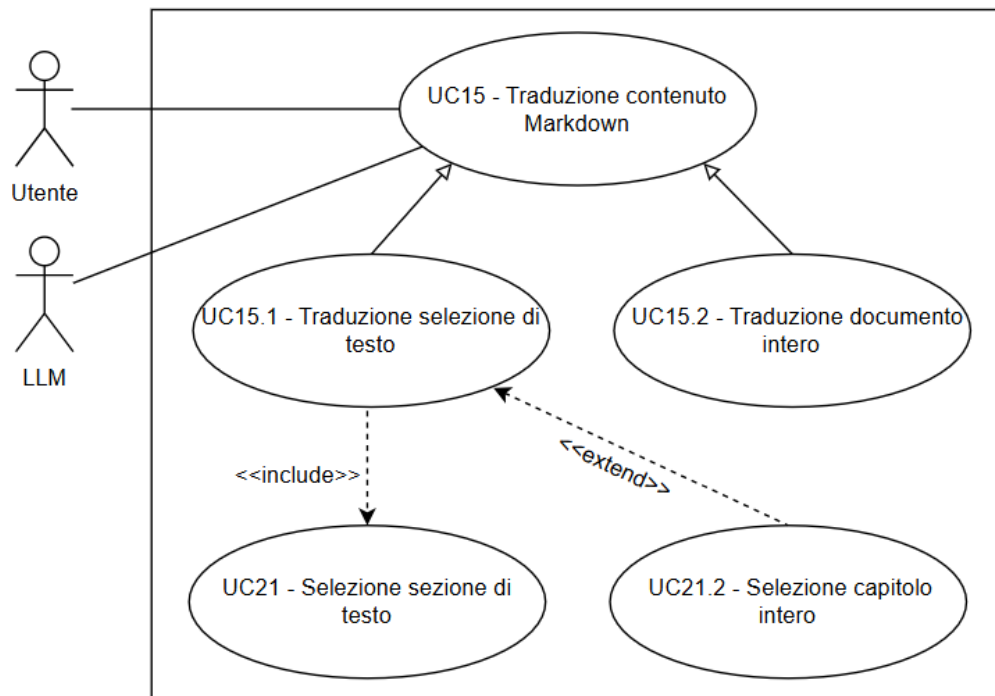 UC15 - Traduzione contenuto
Markdown
Utente
LLM
UC15.1 - Traduzione selezione di
testo
UC15.2 - Traduzione documento
intero
<<include>>
<<extend>>
UC21 - Selezione sezione di
testo
UC21.2 - Selezione capitolo
intero